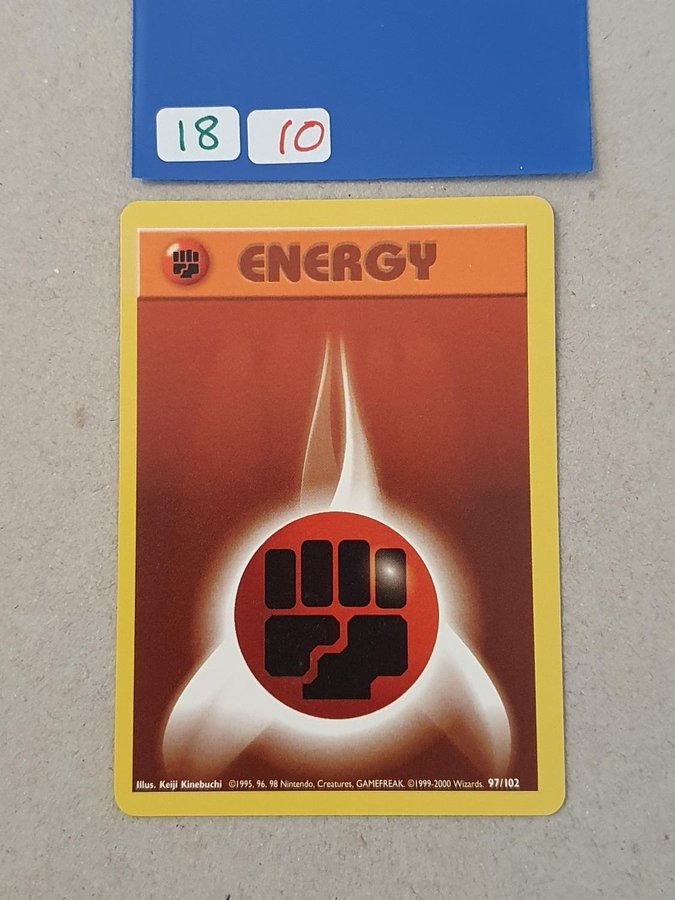 18 10
ENERGY
Illus. Keiji Kinebuchi ©1995, 96, 98 Nintendo, Creatures, GAMEFREAK. ©1999-2000 Wizards. 97/102